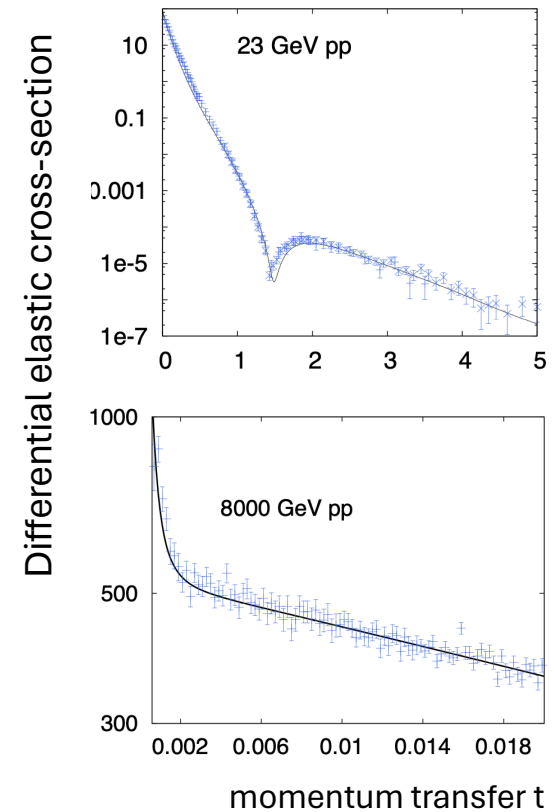 Differential elastic cross-section
23 GeV pp
10
0.1
0.001
1e-5
1e-7
0 1 2 3 4 5
8000 GeV pp
1000
500
300
0.002 0.006 0.01 0.014 0.018
momentum transfer t